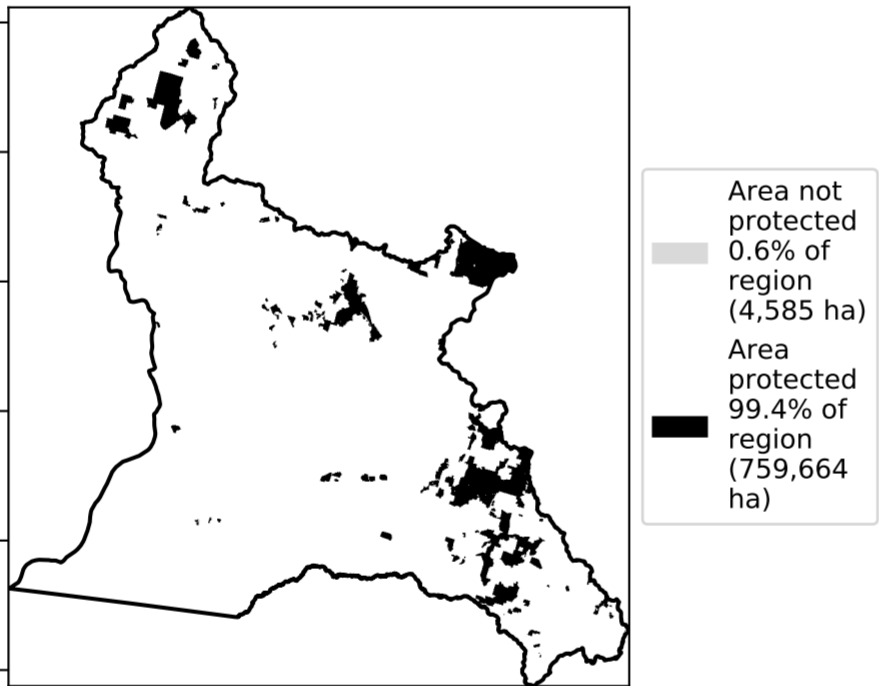 Area not
protected
0.6% of
region
(4,585 ha)
Area
protected
99.4% of
region
(759,664
ha)